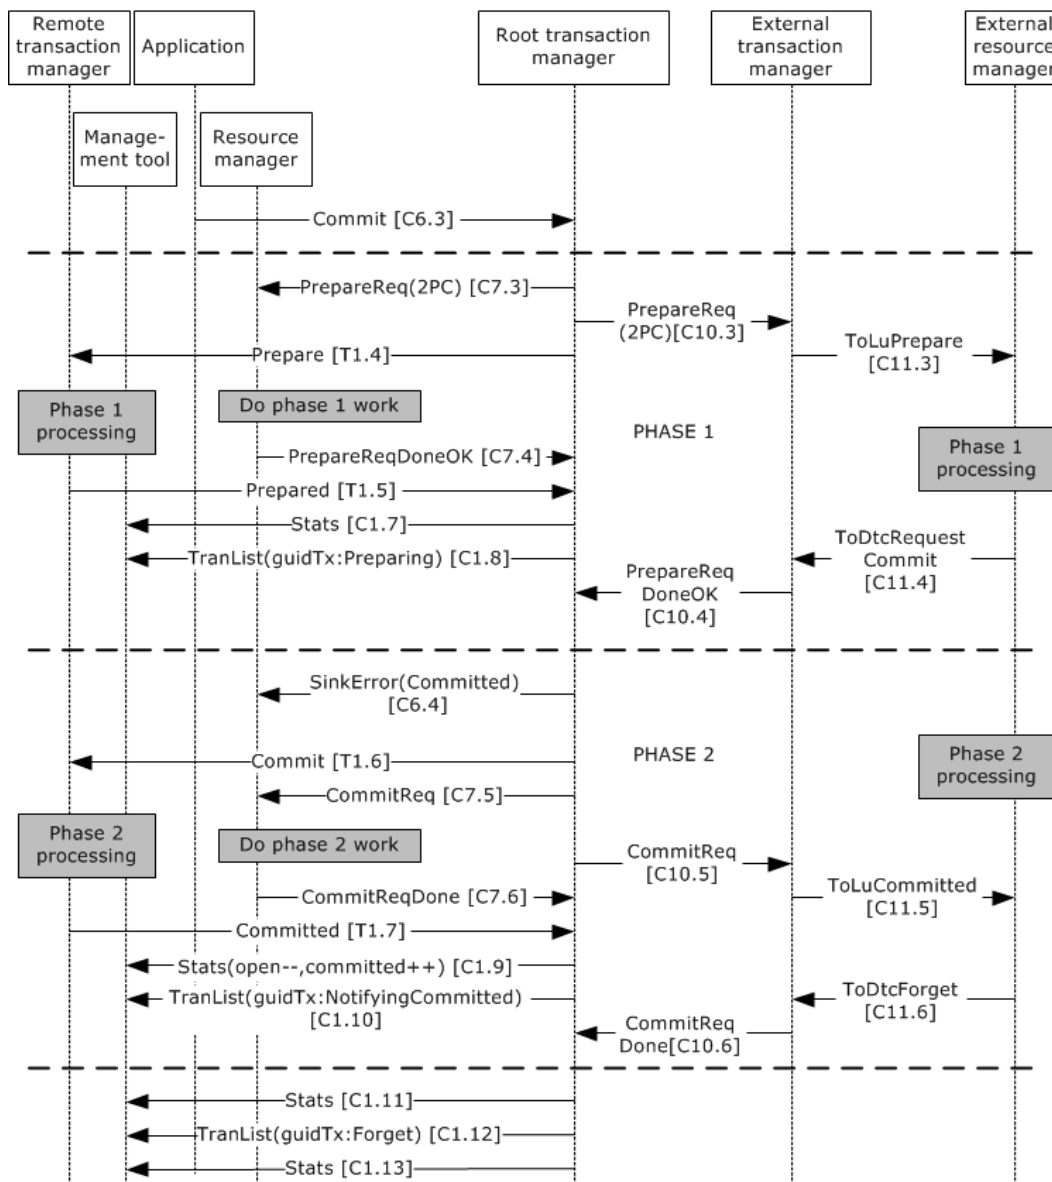 Remote
transaction
manager
Application
Root transaction
manager
External
transaction
manager
External
resource
manager
Manage-
ment tool
Resource
manager
Commit [C6.3]
PrepareReq(2PC) [C7.3]
PrepareReq
(2PC)[C10.3]
Prepare [T1.4]
ToLuPrepare
[C11.3]
Phase 1
processing
Do phase 1 work
PHASE 1
Phase 1
processing
PrepareReqDoneOK [C7.4]
Prepared [T1.5]
Stats [C1.7]
TranList(guidTx:Preparing) [C1.8]
ToDtcRequest
Commit
[C11.4]
PrepareReq
DoneOK
[C10.4]
SinkError(Committed)
[C6.4]
Commit [T1.6]
PHASE 2
Phase 2
processing
CommitReq [C7.5]
Phase 2
processing
Do phase 2 work
CommitReq
[C10.5]
CommitReqDone [C7.6]
ToLuCommitted
[C11.5]
Committed [T1.7]
Stats(open--,committed++) [C1.9]
TranList(guidTx:NotifyingCommitted)
[C1.10]
ToDtcForget
[C11.6]
CommitReq
Done[C10.6]
Stats [C1.11]
TranList(guidTx:Forget) [C1.12]
Stats [C1.13]